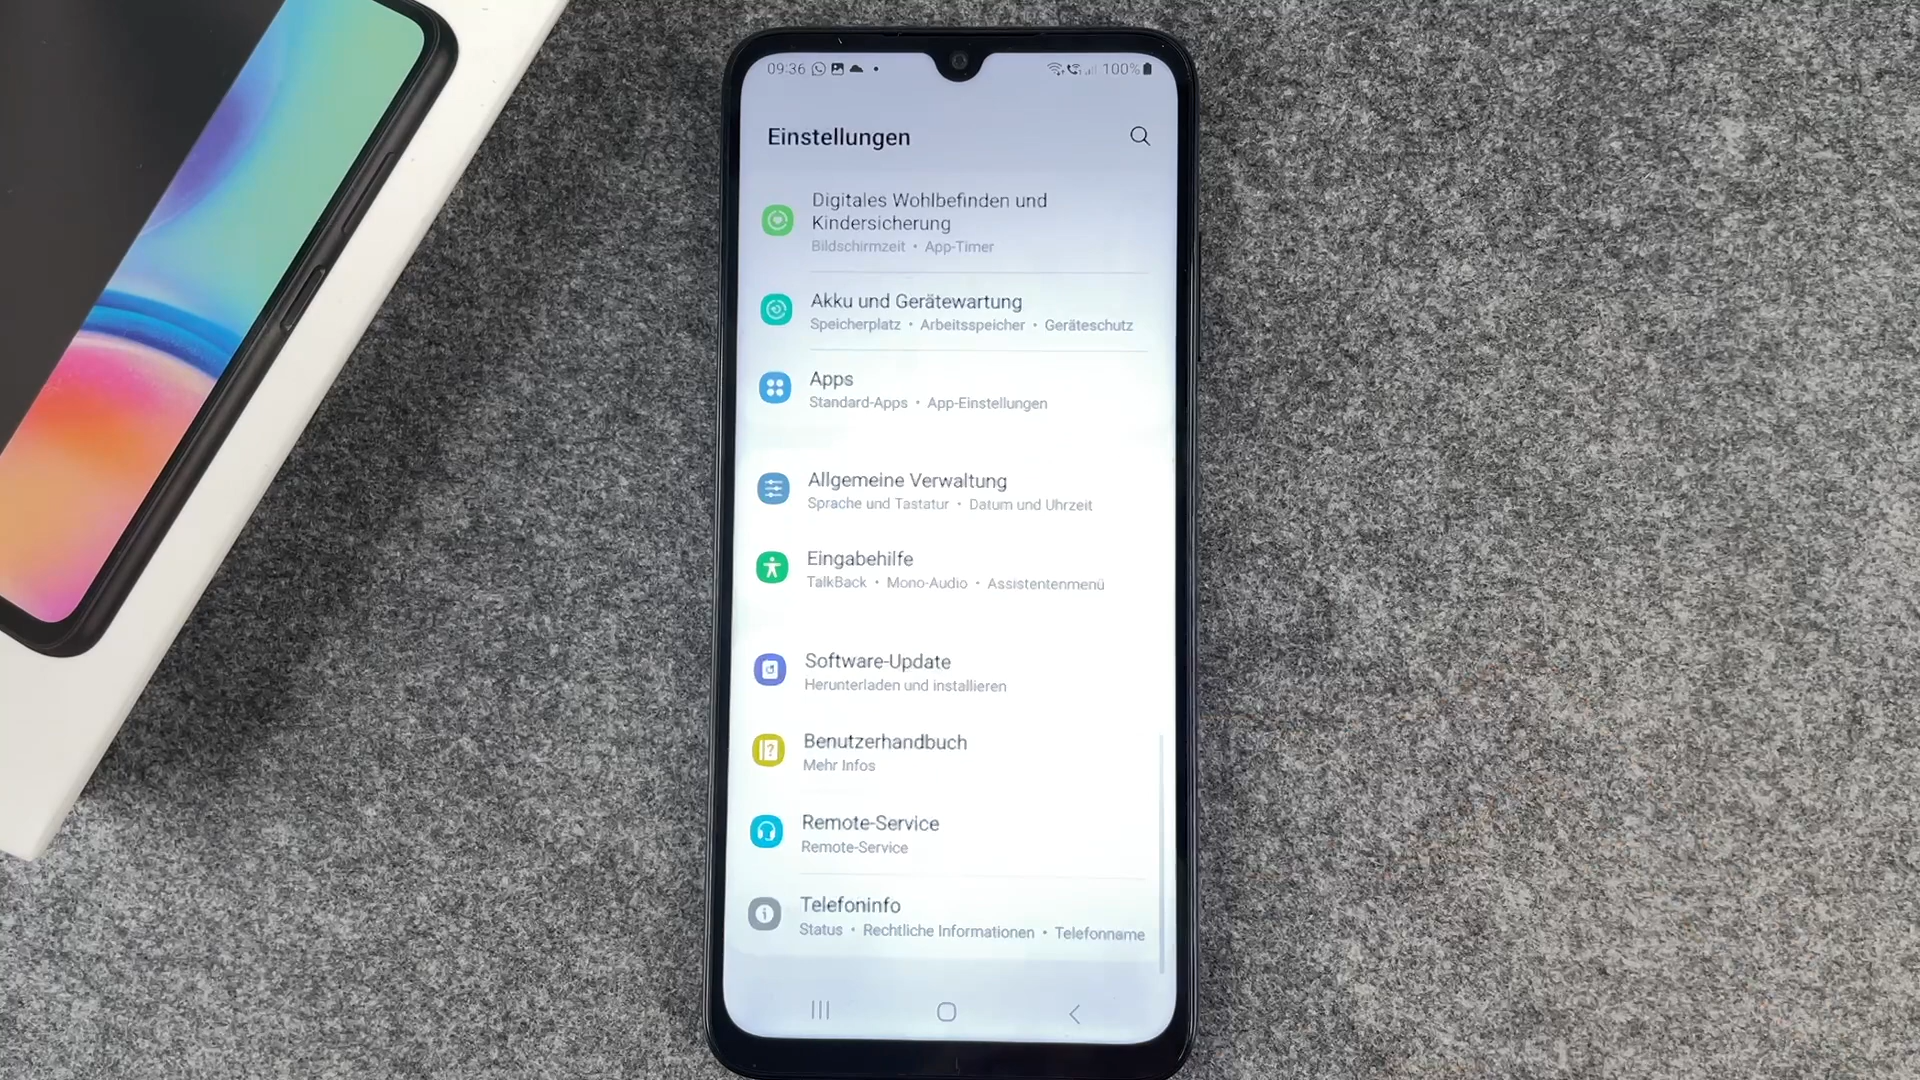 09:36
100%
Einstellungen
Digitales Wohlbefinden und
Kindersicherung
Bildschirmzeit • App-Timer
Akku und Gerätewartung
Speicherplatz • Arbeitsspeicher • Geräteschutz
Apps
Standard-Apps • App-Einstellungen
Allgemeine Verwaltung
Sprache und Tastatur • Datum und Uhrzeit
Eingabehilfe
TalkBack • Mono-Audio • Assistentenmenü
Software-Update
Herunterladen und installieren
Benutzerhandbuch
Mehr Infos
Remote-Service
Remote-Service
Telefoninfo
Status • Rechtliche Informationen • Telefonname